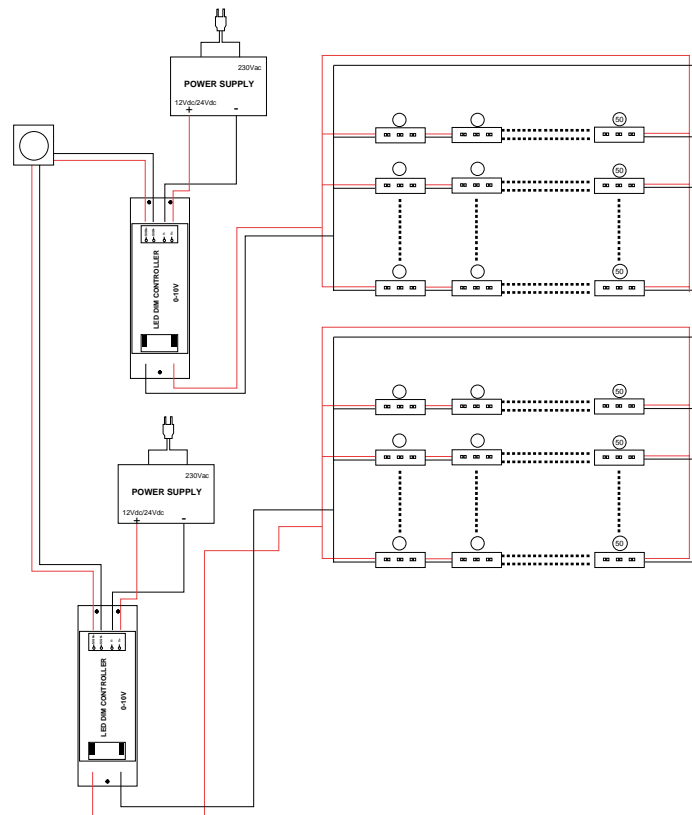 230Vac
POWER SUPPLY
12Vdc/24Vdc
+ -
LED DIM CONTROLLER
0-10V
50
50
50
50
50
50
230Vac
POWER SUPPLY
12Vdc/24Vdc
+ -
LED DIM CONTROLLER
0-10V